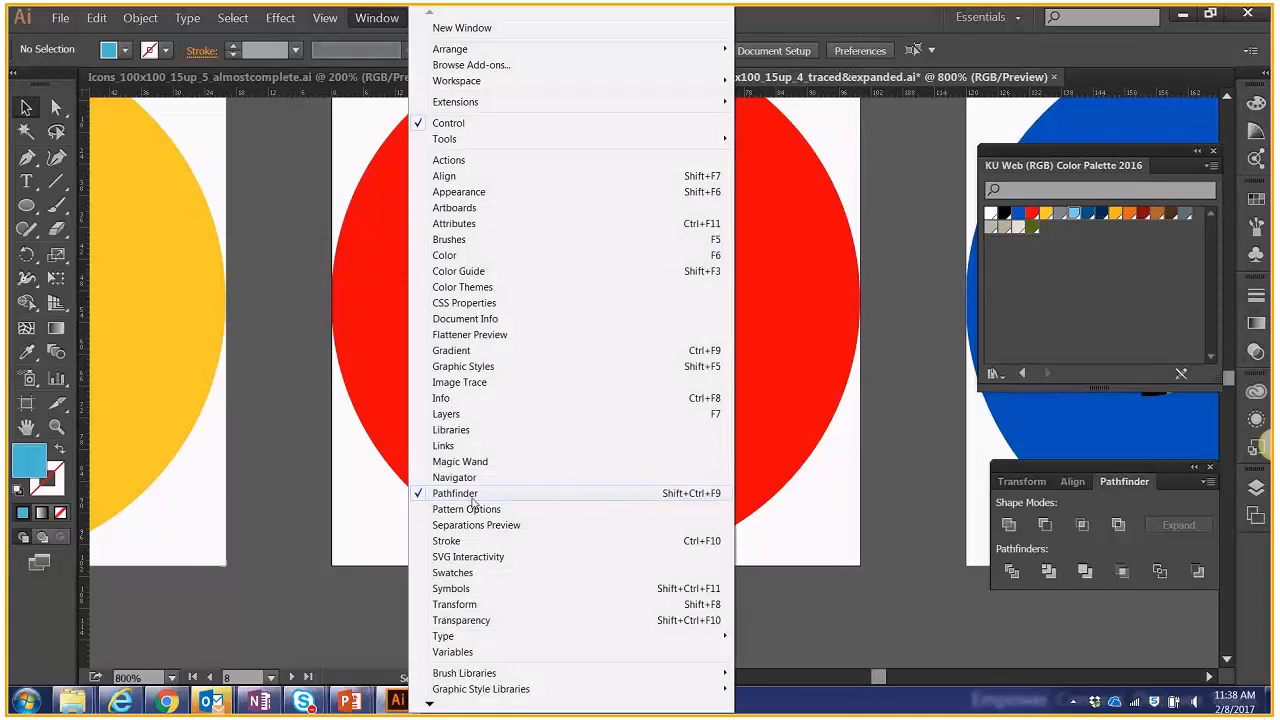 Ai File Edit Object Type Select Effect View Window
Essentials
No Selection
Stroke:
Document Setup
Preferences
Icons_100x100_15up_5_almostcomplete.ai @ 200% (RGB/Pre
x100_15up_4_traced&expanded.ai* @ 800% (RGB/Preview) ×
New Window
Arrange
Browse Add-ons...
Workspace
Extensions
Control
Tools
Actions
Align Shift+F7
Appearance Shift+F6
Artboards
Attributes Ctrl+F11
Brushes F5
Color F6
Color Guide Shift+F3
Color Themes
CSS Properties
Document Info
Flattener Preview
Gradient Ctrl+F9
Graphic Styles Shift+F5
Image Trace
Info Ctrl+F8
Layers F7
Libraries
Links
Magic Wand
Navigator
Pathfinder Shift+Ctrl+F9
Pattern Options
Separations Preview
Stroke Ctrl+F10
SVG Interactivity
Swatches
Symbols Shift+Ctrl+F11
Transform Shift+F8
Transparency Shift+Ctrl+F10
Type
Variables
Brush Libraries
Graphic Style Libraries
KU Web (RGB) Color Palette 2016
Transform Align Pathfinder
Shape Modes:
Expand
Pathfinders:
800%
8
Ai
11:38 AM
2/8/2017